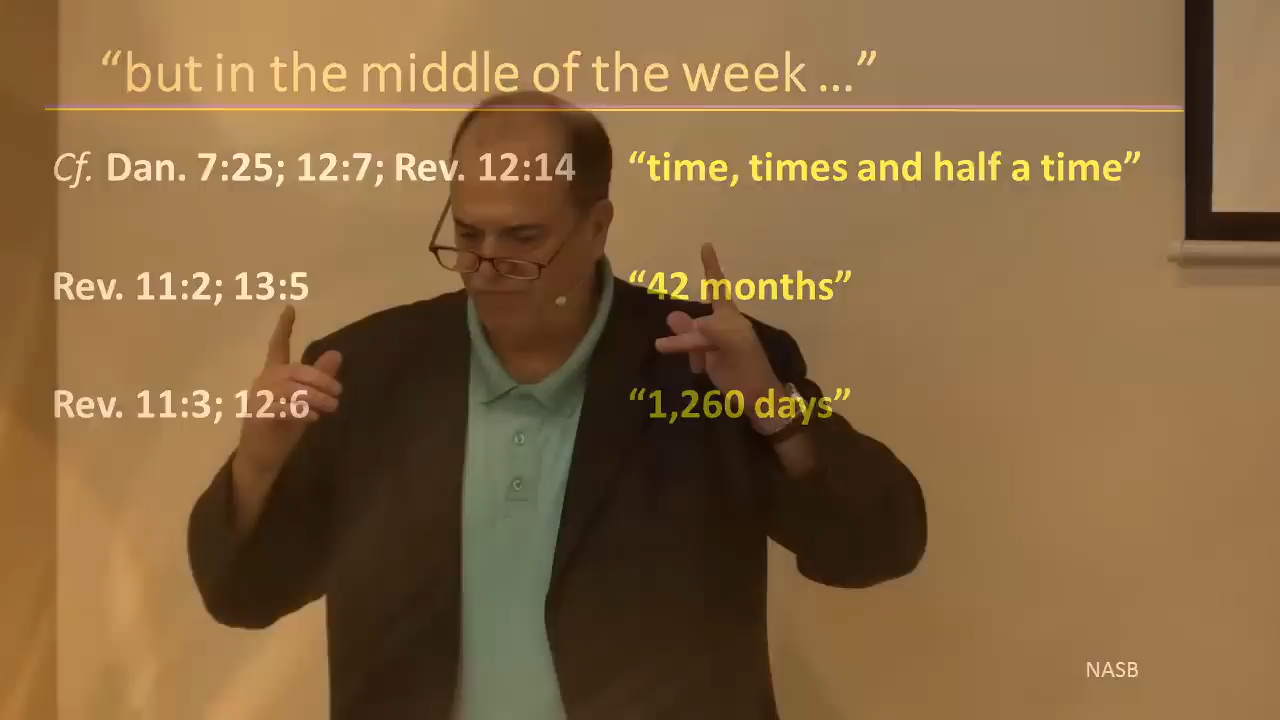 “but in the middle of the week ...”
Cf. Dan. 7:25; 12:7; Rev. 12:14 “time, times and half a time”
Rev. 11:2; 13:5 “42 months”
Rev. 11:3; 12:6 “1,260 days”
NASB